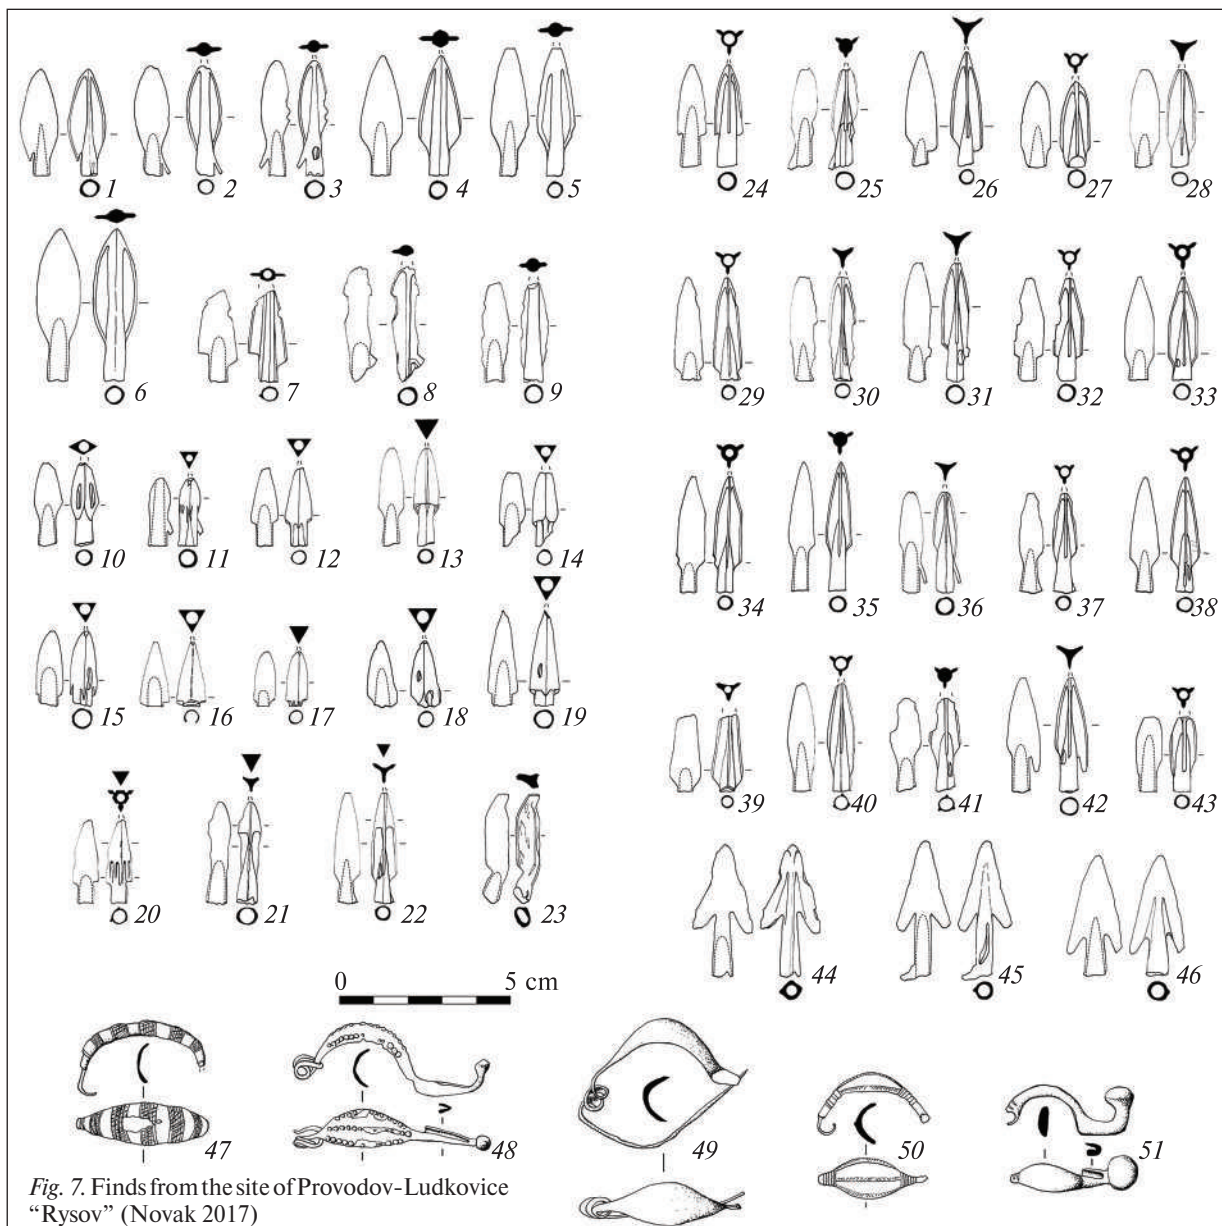 1 2 3 4 5 24 25 26 27 28
6 7 8 9 29 30 31 32 33
10 11 12 13 14 34 35 36 37 38
15 16 17 18 19 39 40 41 42 43
20 21 22 23 44 45 46
0 5 cm
47 48 49 50 51
Fig. 7. Finds from the site of Provodov-Ludkovice
“Rysov” (Novak 2017)